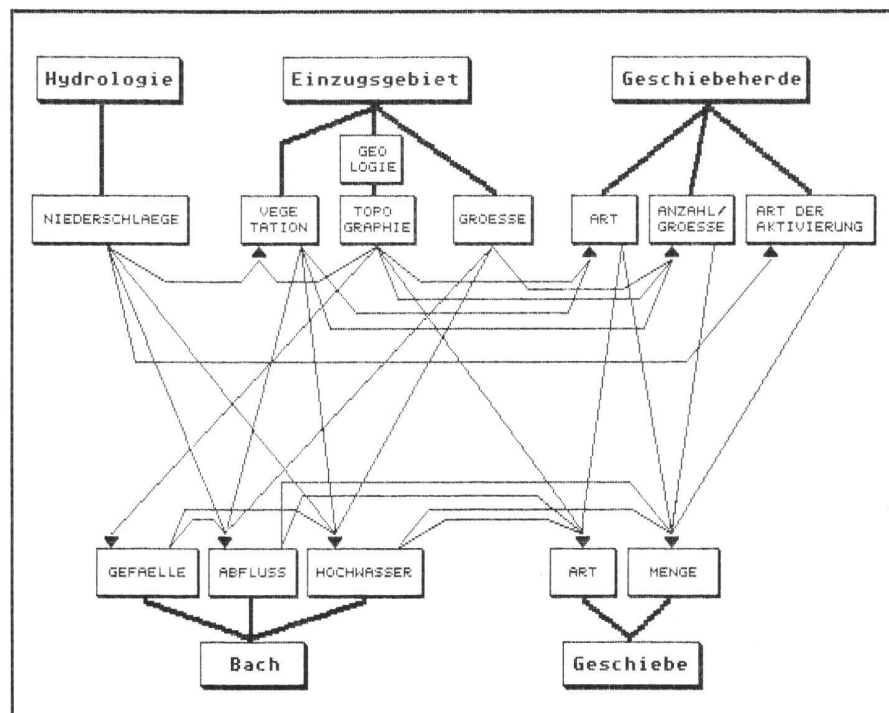 Hydrologie
Einzugsgebiet
Geschiebeherde
GEO
LOGIE
NIEDERSCHLAEGE
VEGE
TATION
TOPO
GRAPHIE
GROESSE
ART
ANZAHL/
GROESSE
ART DER
AKTIVIERUNG
GEFAELLE
ABFLUSS
HOCHWASSER
ART
MENGE
Bach
Geschiebe